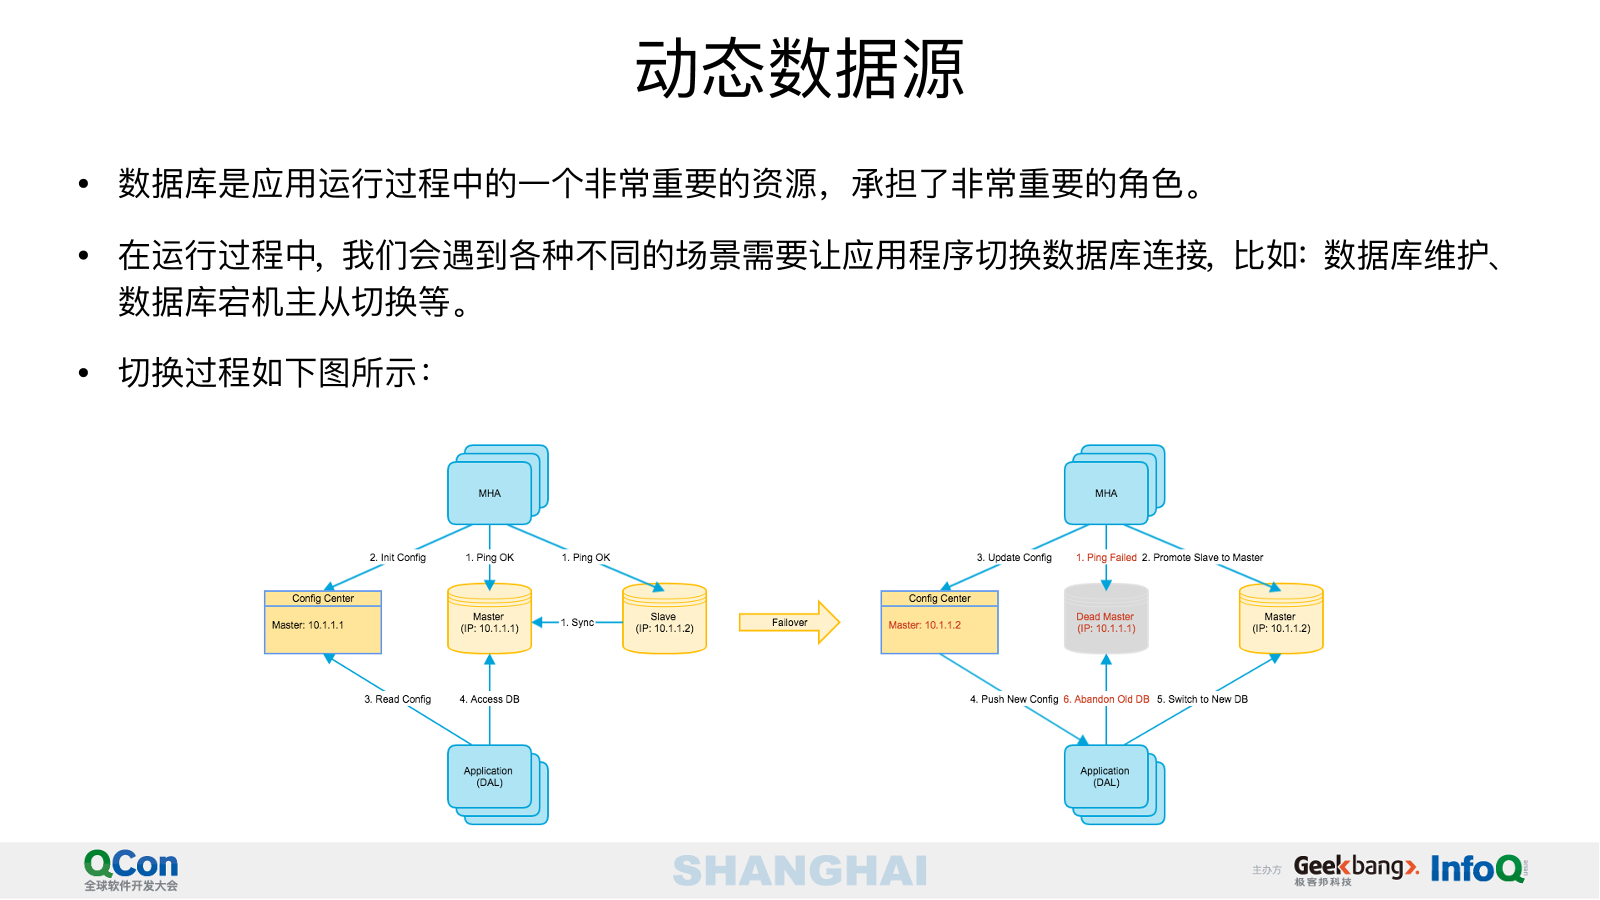 动态数据源
• 数据库是应用运行过程中的一个非常重要的资源，承担了非常重要的角色。
• 在运行过程中，我们会遇到各种不同的场景需要让应用程序切换数据库连接，比如：数据库维护、
数据库宕机主从切换等。
• 切换过程如下图所示：
MHA
2. Init Config
1. Ping OK
1. Ping OK
Config Center
Master: 10.1.1.1
Master
(IP: 10.1.1.1)
1. Sync
Slave
(IP: 10.1.1.2)
3. Read Config
4. Access DB
Application
(DAL)
Failover
MHA
3. Update Config
1. Ping Failed
2. Promote Slave to Master
Config Center
Master: 10.1.1.2
Dead Master
(IP: 10.1.1.1)
Master
(IP: 10.1.1.2)
4. Push New Config
6. Abandon Old DB
5. Switch to New DB
Application
(DAL)
QCon
全球软件开发大会
SHANGHAI
主办方
Geekbang
极客邦科技
InfoQ